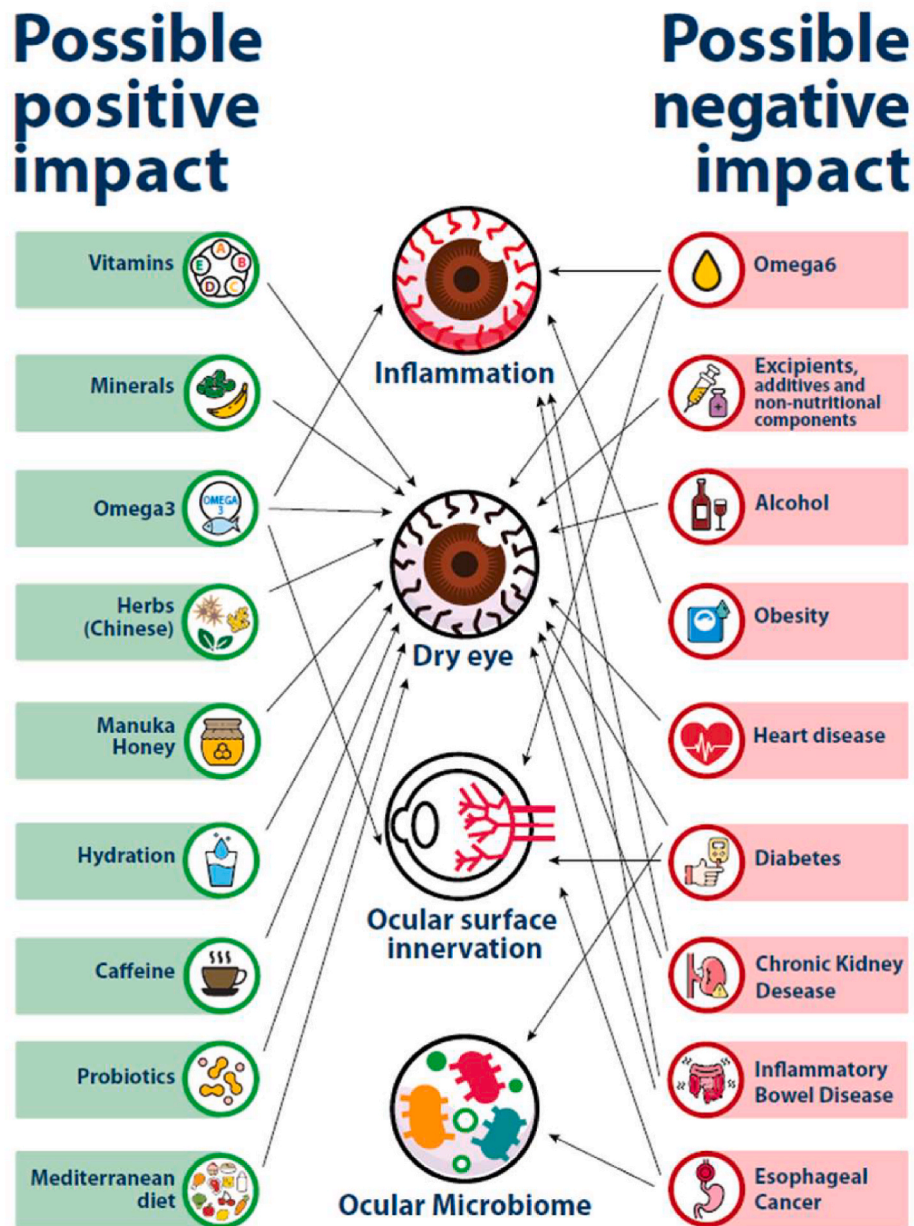 Possible
positive
impact
Possible
negative
impact
Vitamins
A
B
C
D
E
Minerals
Omega3
OMEGA
3
Herbs
(Chinese)
Manuka
Honey
Hydration
Caffeine
Probiotics
Mediterranean
diet
Inflammation
Dry eye
Ocular surface
innervation
Ocular Microbiome
Omega6
Excipients,
additives and
non-nutritional
components
Alcohol
Obesity
Heart disease
Diabetes
Chronic Kidney
Desease
Inflammatory
Bowel Disease
Esophageal
Cancer